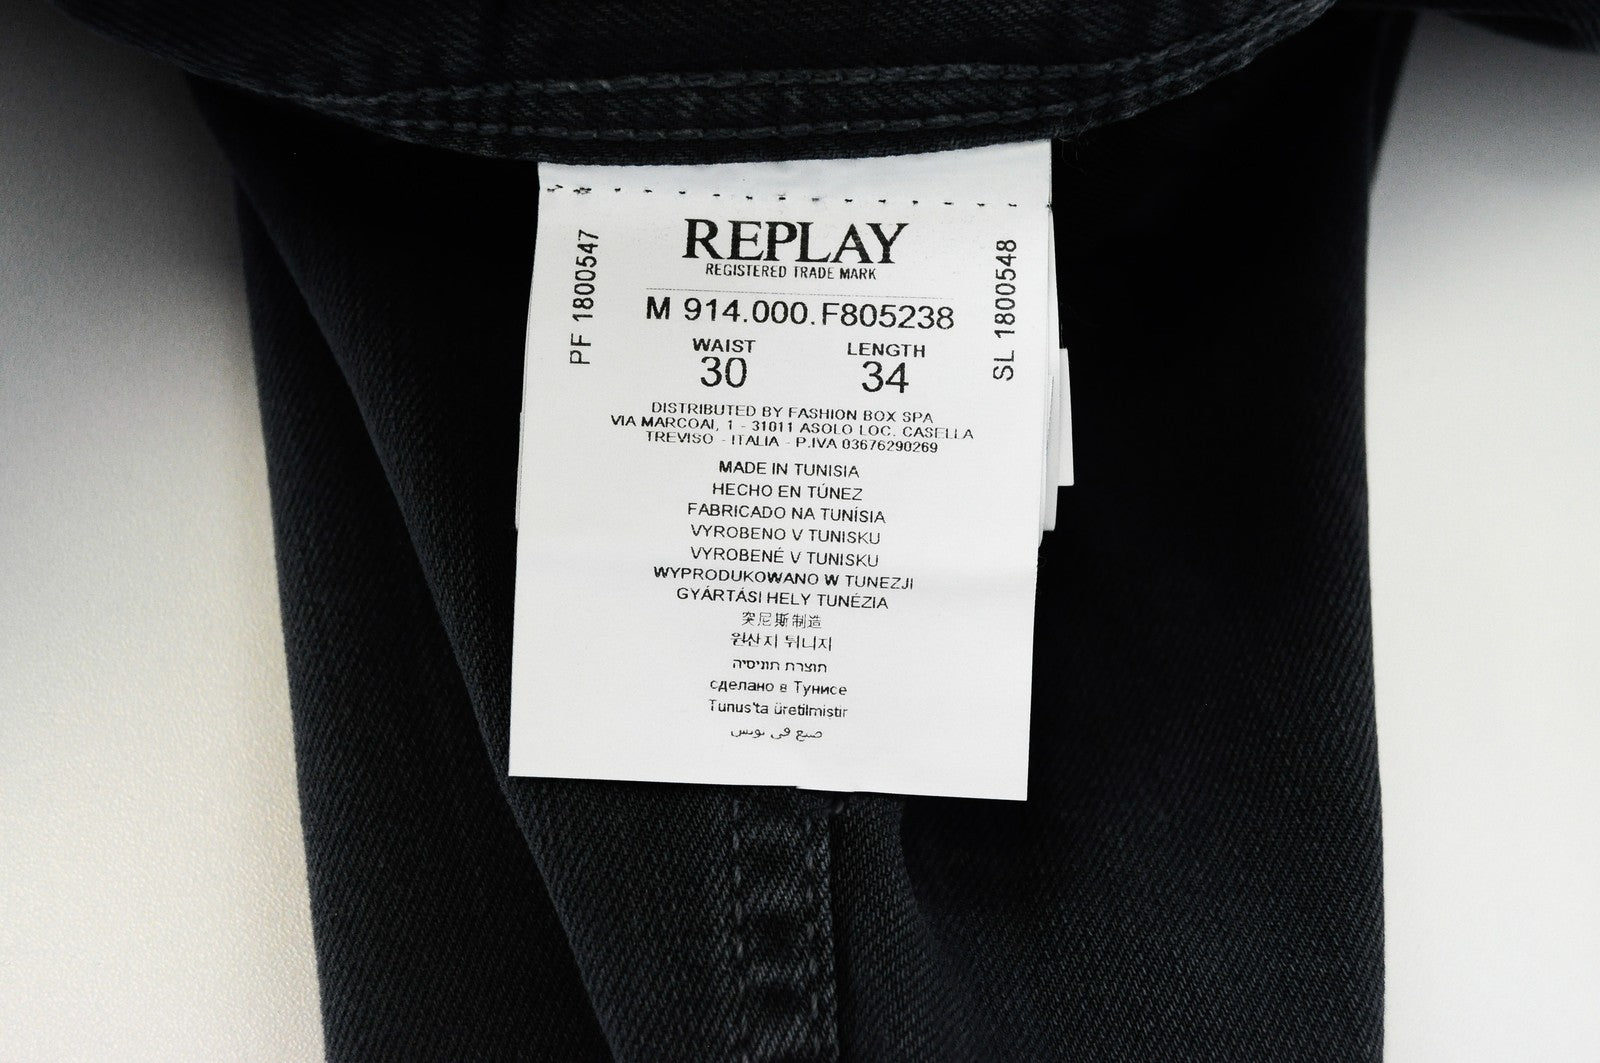 REPLAY
REGISTERED TRADE MARK
PF 1800547
SL 1800548
M 914.000.F805238
WAIST LENGTH
30 34
DISTRIBUTED BY FASHION BOX SPA
VIA MARCOAI, 1 - 31011 ASOLO LOC. CASELLA
TREVISO - ITALIA - P.IVA 03676290269
MADE IN TUNISIA
HECHO EN TÚNEZ
FABRICADO NA TUNÍSIA
VYROBENO V TUNISKU
VYROBENÉ V TUNISKU
WYPRODUKOWANO W TUNEZJI
GYÁRTÁSI HELY TUNÉZIA
突尼斯制造
원산지 튀니지
תוצרת תוניסיה
сделано в Тунисе
Tunus'ta üretilmistir
صنع في تونس